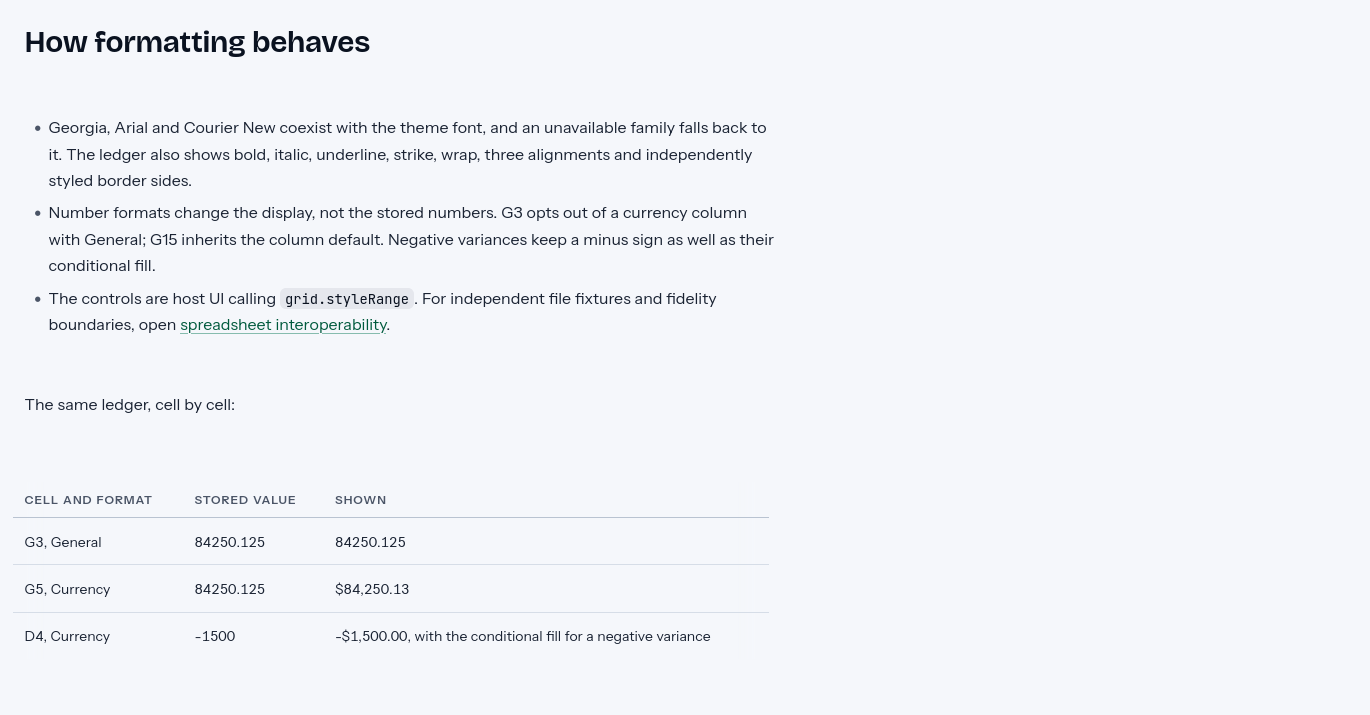 How formatting behaves
• Georgia, Arial and Courier New coexist with the theme font, and an unavailable family falls back to
it. The ledger also shows bold, italic, underline, strike, wrap, three alignments and independently
styled border sides.
• Number formats change the display, not the stored numbers. G3 opts out of a currency column
with General; G15 inherits the column default. Negative variances keep a minus sign as well as their
conditional fill.
• The controls are host UI calling grid.styleRange. For independent file fixtures and fidelity
boundaries, open spreadsheet interoperability.
The same ledger, cell by cell:
CELL AND FORMAT STORED VALUE SHOWN
G3, General 84250.125 84250.125
G5, Currency 84250.125 $84,250.13
D4, Currency -1500 -$1,500.00, with the conditional fill for a negative variance